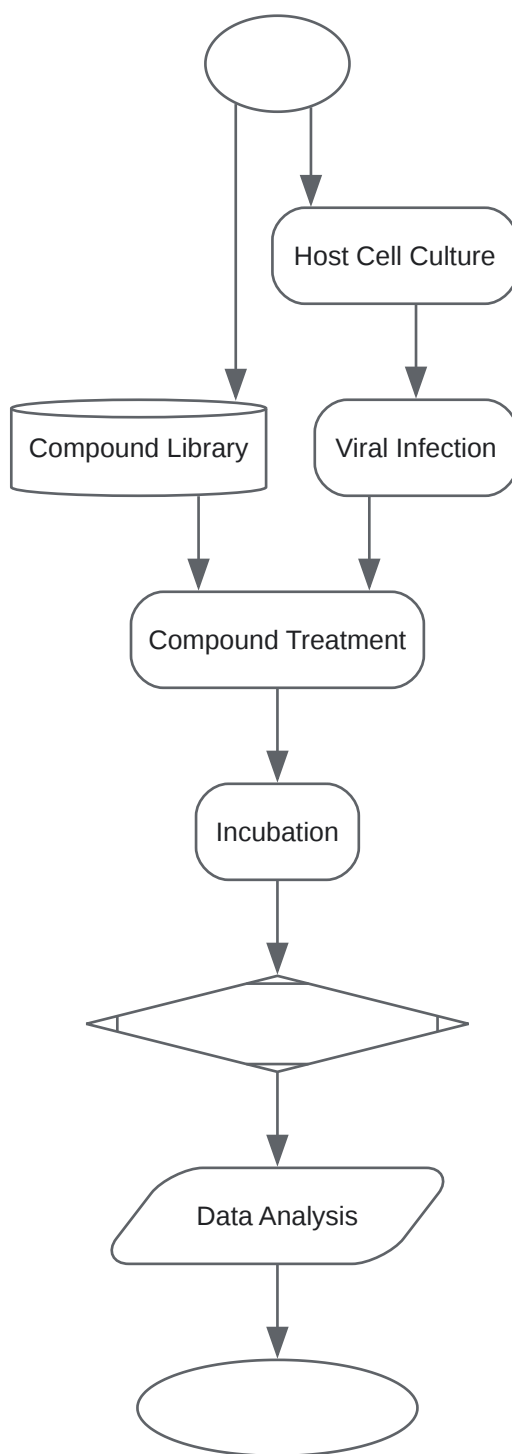 Host Cell Culture
Compound Library
Viral Infection
Compound Treatment
Incubation
Data Analysis